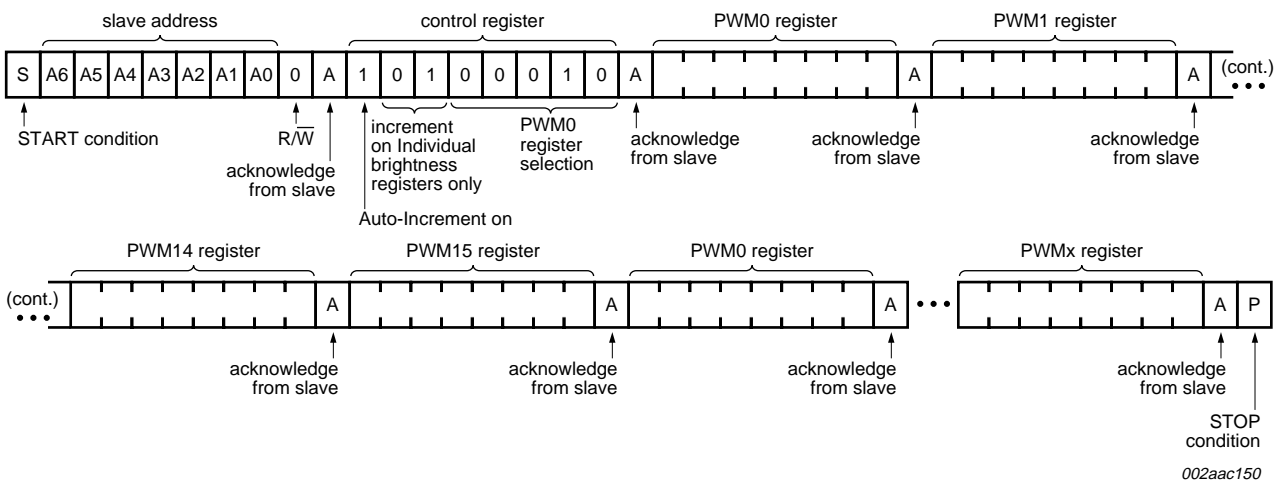 slave address control register PWM0 register PWM1 register
S A6 A5 A4 A3 A2 A1 A0 0 A 1 0 1 0 0 0 1 0 A A A (cont.)
START condition R/W̅ increment PWM0 acknowledge acknowledge acknowledge
on Individual register from slave from slave from slave
acknowledge brightness selection
from slave registers only
Auto-Increment on
PWM14 register PWM15 register PWM0 register PWMx register
(cont.) A A A A P
acknowledge acknowledge acknowledge acknowledge
from slave from slave from slave from slave
STOP
condition
002aac150